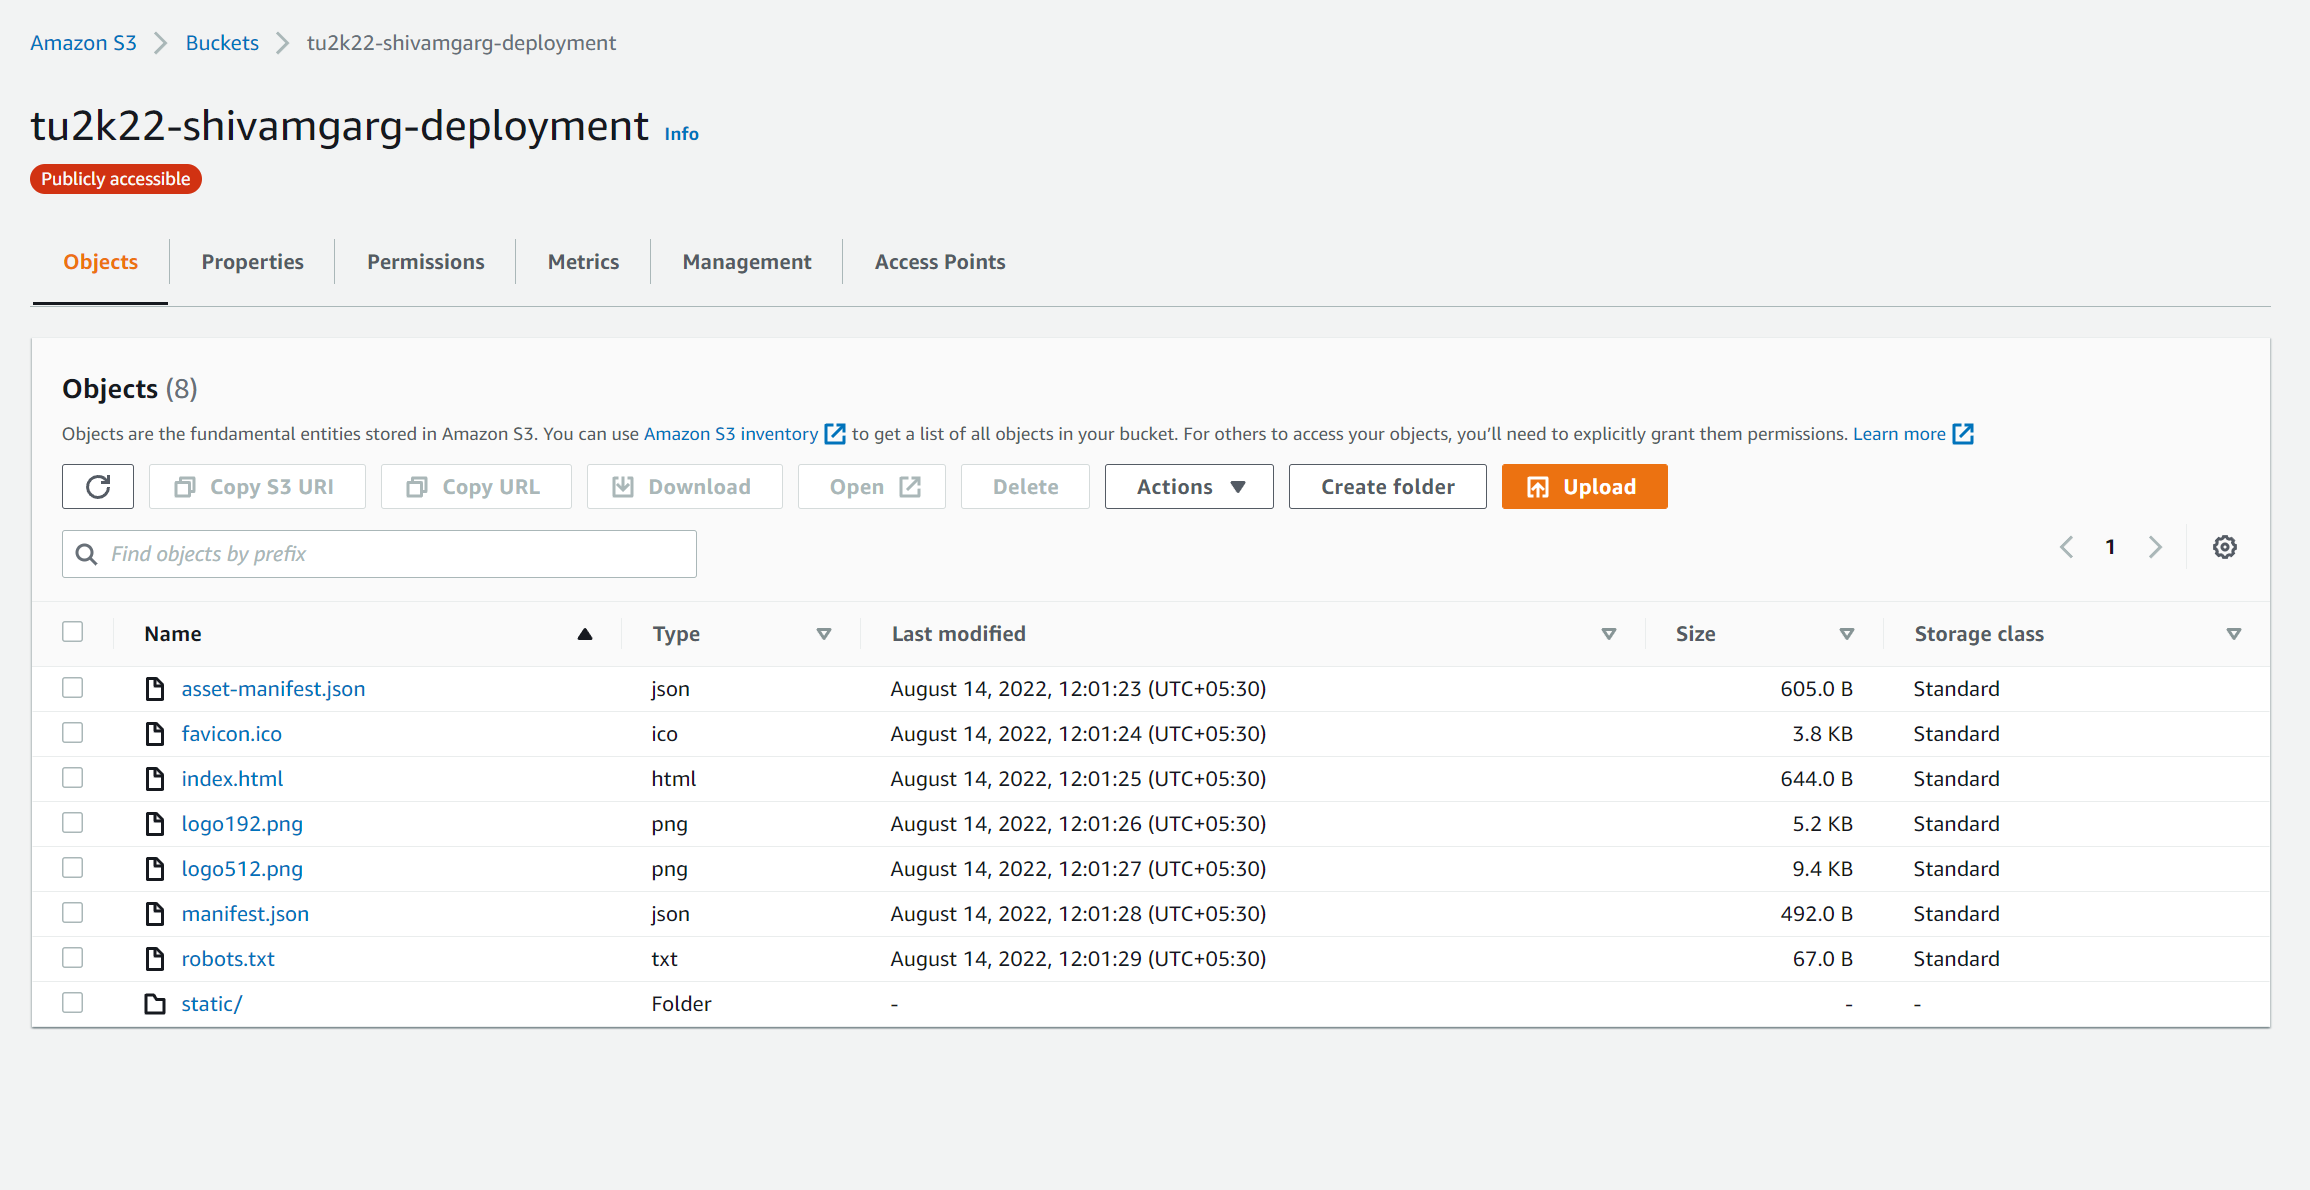 Amazon S3 Buckets tu2k22-shivamgarg-deployment
tu2k22-shivamgarg-deployment Info
Publicly accessible
Objects Properties Permissions Metrics Management Access Points
Objects (8)
Objects are the fundamental entities stored in Amazon S3. You can use Amazon S3 inventory to get a list of all objects in your bucket. For others to access your objects, you’ll need to explicitly grant them permissions. Learn more
Copy S3 URI Copy URL Download Open Delete Actions Create folder Upload
Find objects by prefix 1
Name Type Last modified Size Storage class
asset-manifest.json json August 14, 2022, 12:01:23 (UTC+05:30) 605.0 B Standard
favicon.ico ico August 14, 2022, 12:01:24 (UTC+05:30) 3.8 KB Standard
index.html html August 14, 2022, 12:01:25 (UTC+05:30) 644.0 B Standard
logo192.png png August 14, 2022, 12:01:26 (UTC+05:30) 5.2 KB Standard
logo512.png png August 14, 2022, 12:01:27 (UTC+05:30) 9.4 KB Standard
manifest.json json August 14, 2022, 12:01:28 (UTC+05:30) 492.0 B Standard
robots.txt txt August 14, 2022, 12:01:29 (UTC+05:30) 67.0 B Standard
static/ Folder - - -